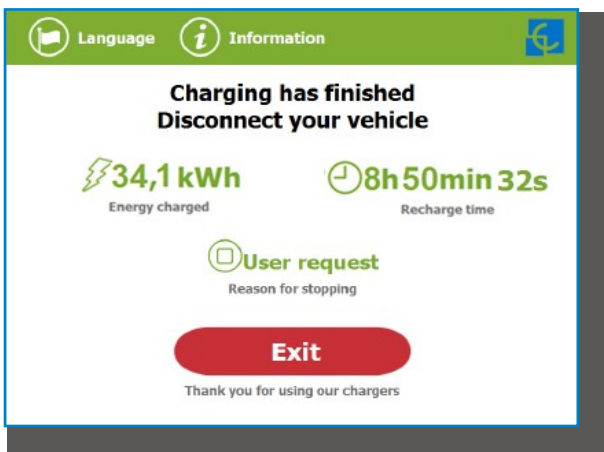 Language
Information
Charging has finished
Disconnect your vehicle
34,1 kWh
Energy charged
8h 50min 32s
Recharge time
User request
Reason for stopping
Exit
Thank you for using our chargers